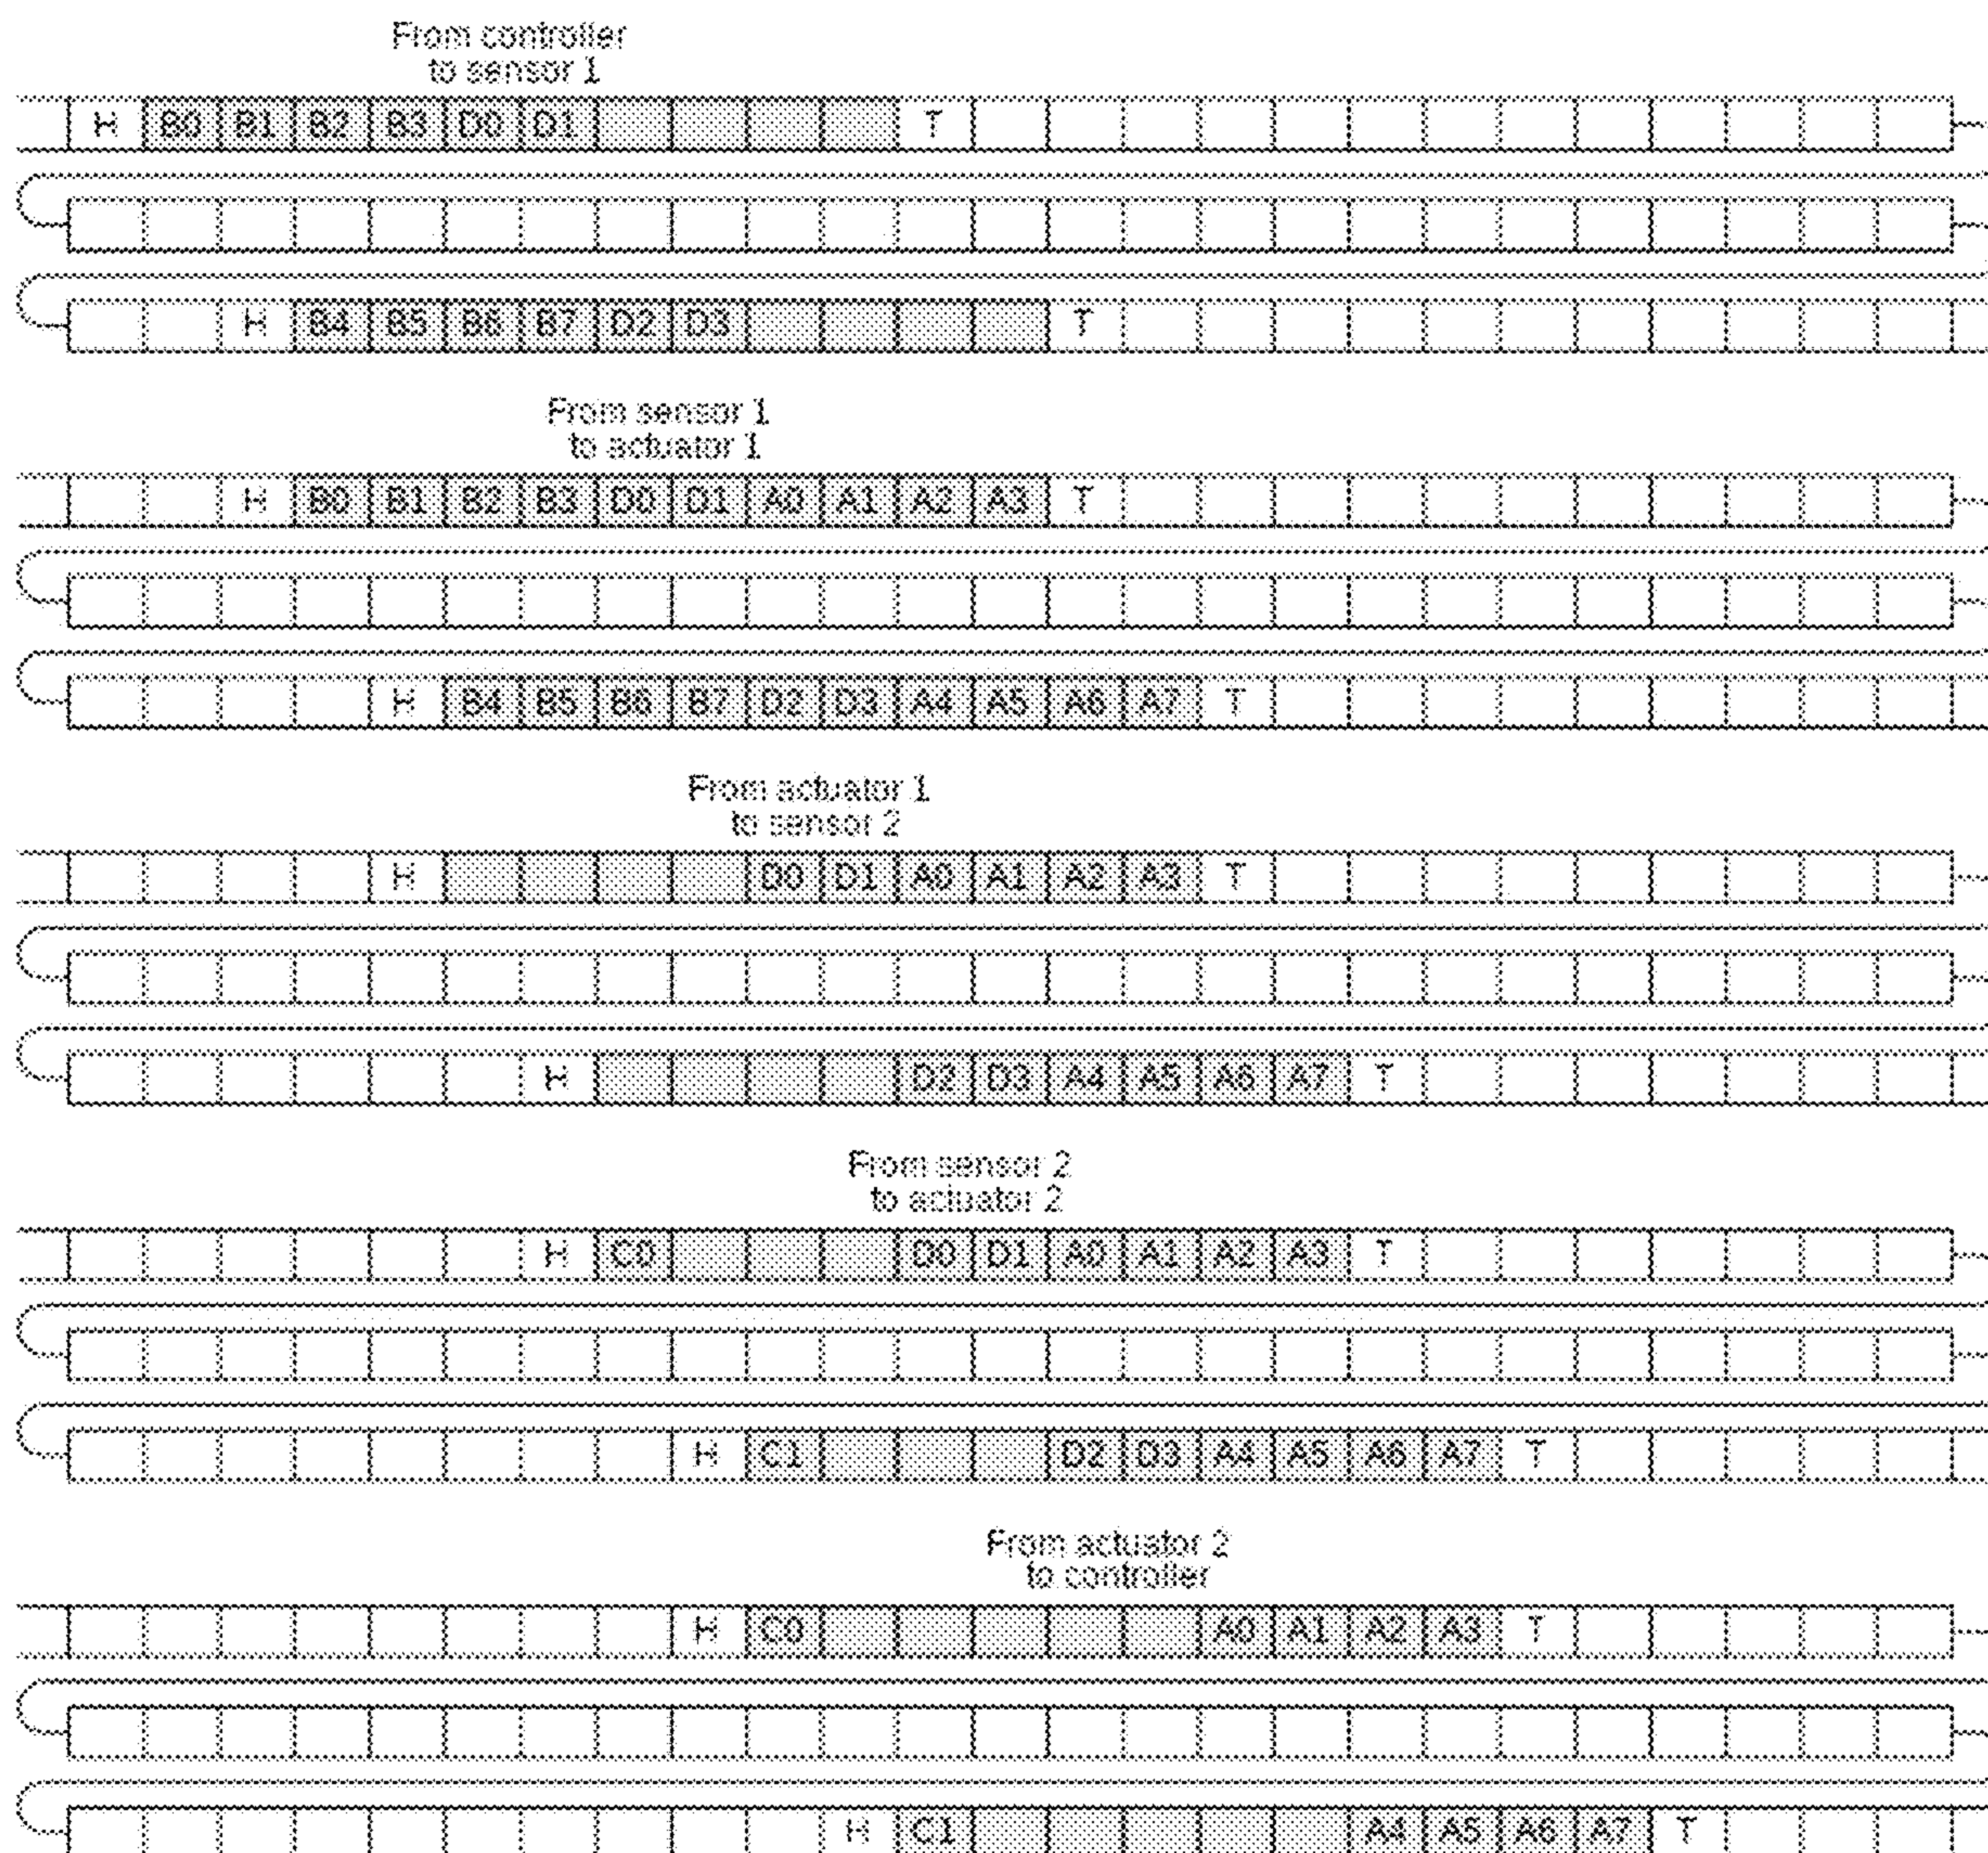 From controller
to sensor 1
H B0 B1 B2 B3 D0 D1 T
H B4 B5 B6 B7 D2 D3 T
From sensor 1
to actuator 1
H B0 B1 B2 B3 D0 D1 A0 A1 A2 A3 T
H B4 B5 B6 B7 D2 D3 A4 A5 A6 A7 T
From actuator 1
to sensor 2
H D0 D1 A0 A1 A2 A3 T
H D2 D3 A4 A5 A6 A7 T
From sensor 2
to actuator 2
H C0 D0 D1 A0 A1 A2 A3 T
H C1 D2 D3 A4 A5 A6 A7 T
From actuator 2
to controller
H C0 A0 A1 A2 A3 T
H C1 A4 A5 A6 A7 T